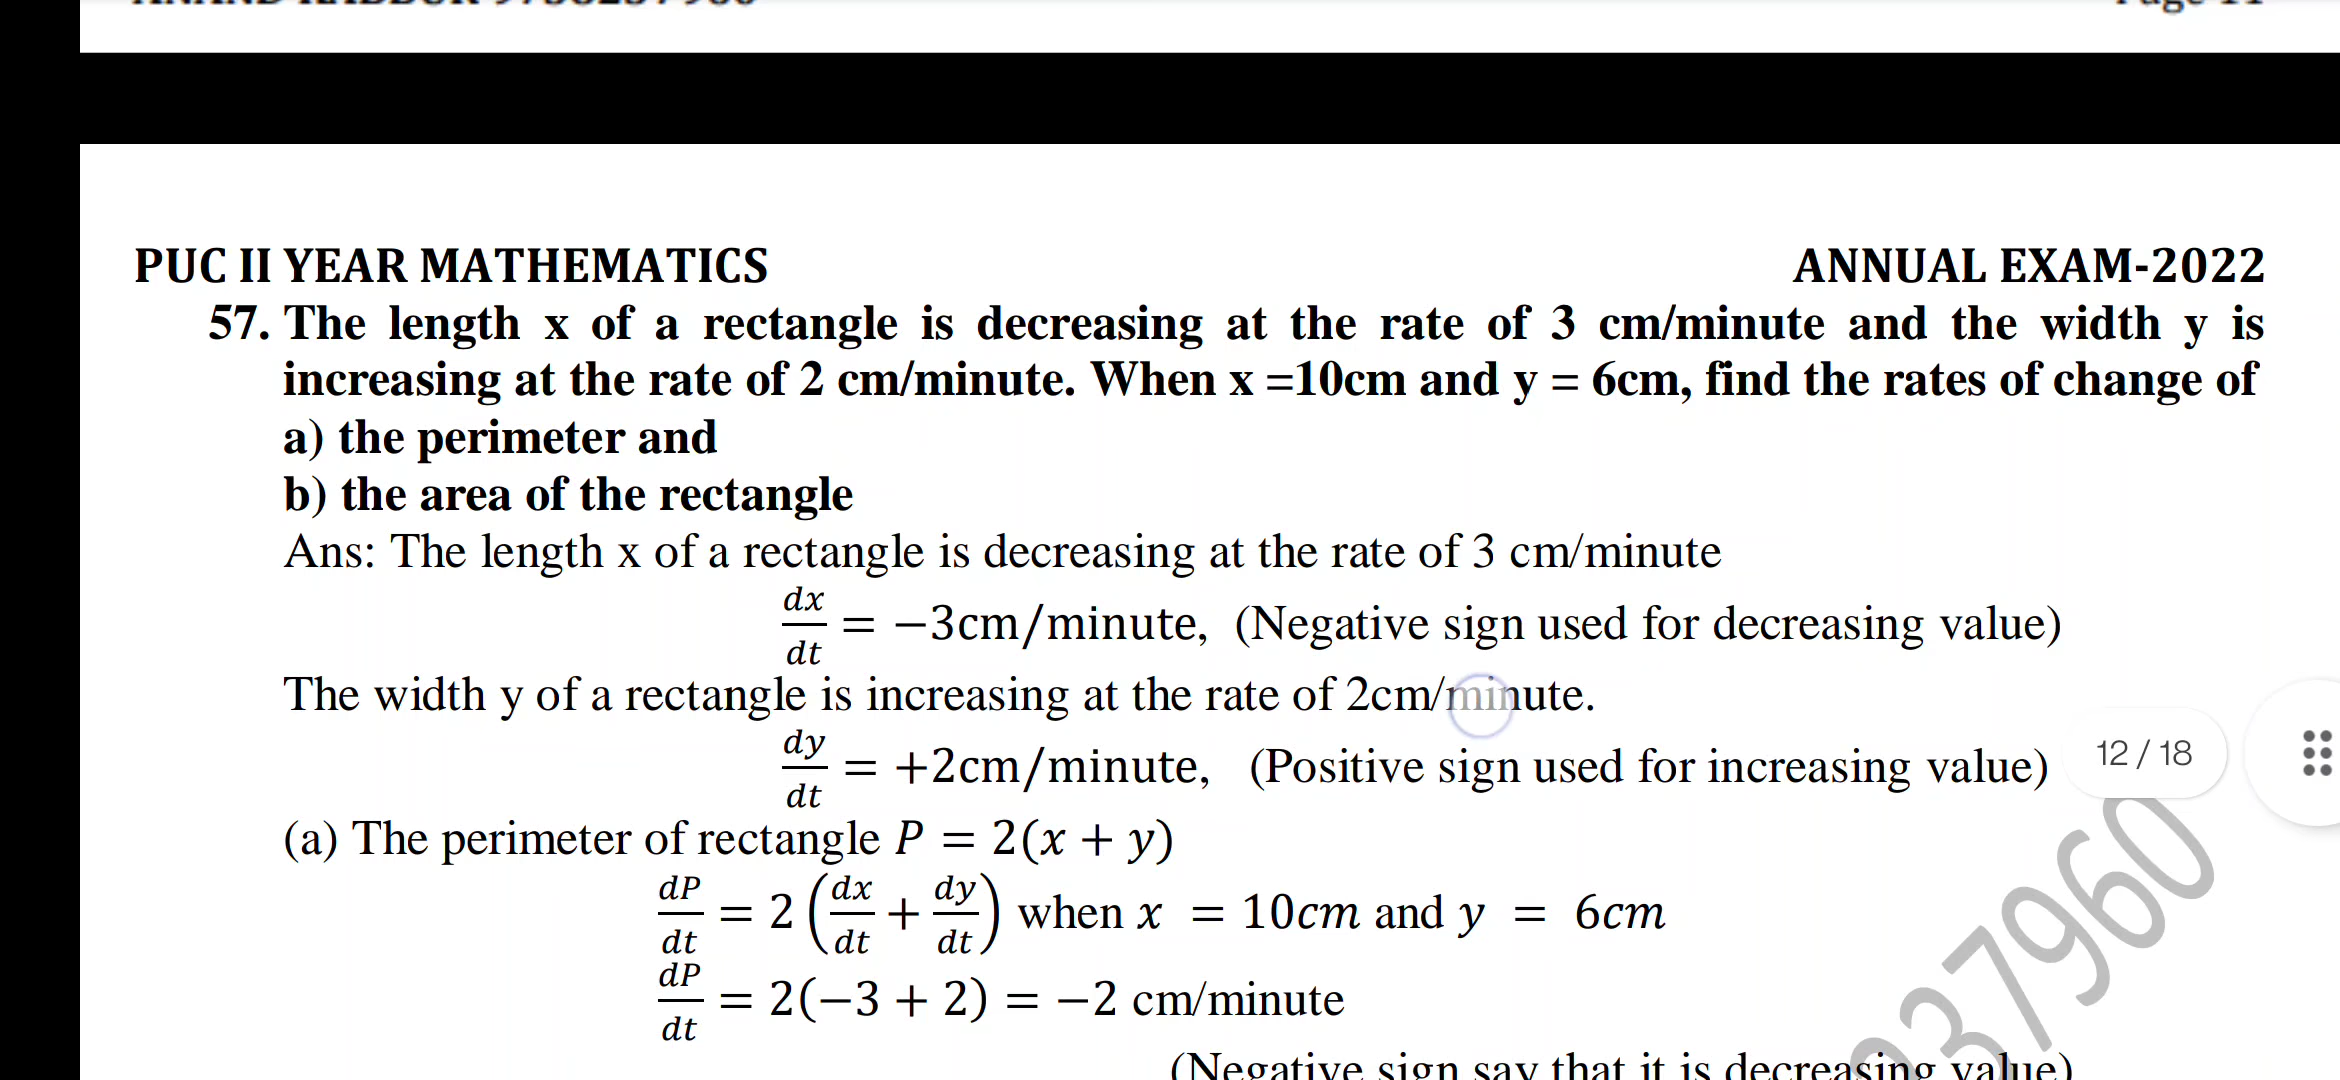 PUC II YEAR MATHEMATICS ANNUAL EXAM-2022
57. The length x of a rectangle is decreasing at the rate of 3 cm/minute and the width y is
increasing at the rate of 2 cm/minute. When x =10cm and y = 6cm, find the rates of change of
a) the perimeter and
b) the area of the rectangle
Ans: The length x of a rectangle is decreasing at the rate of 3 cm/minute
dx/dt = −3cm/minute, (Negative sign used for decreasing value)
The width y of a rectangle is increasing at the rate of 2cm/minute.
dy/dt = +2cm/minute, (Positive sign used for increasing value)
12 / 18
(a) The perimeter of rectangle P = 2(x + y)
dP/dt = 2(dx/dt + dy/dt) when x = 10cm and y = 6cm
dP/dt = 2(−3 + 2) = −2 cm/minute
(Negative sign say that it is decreasing value)
37960